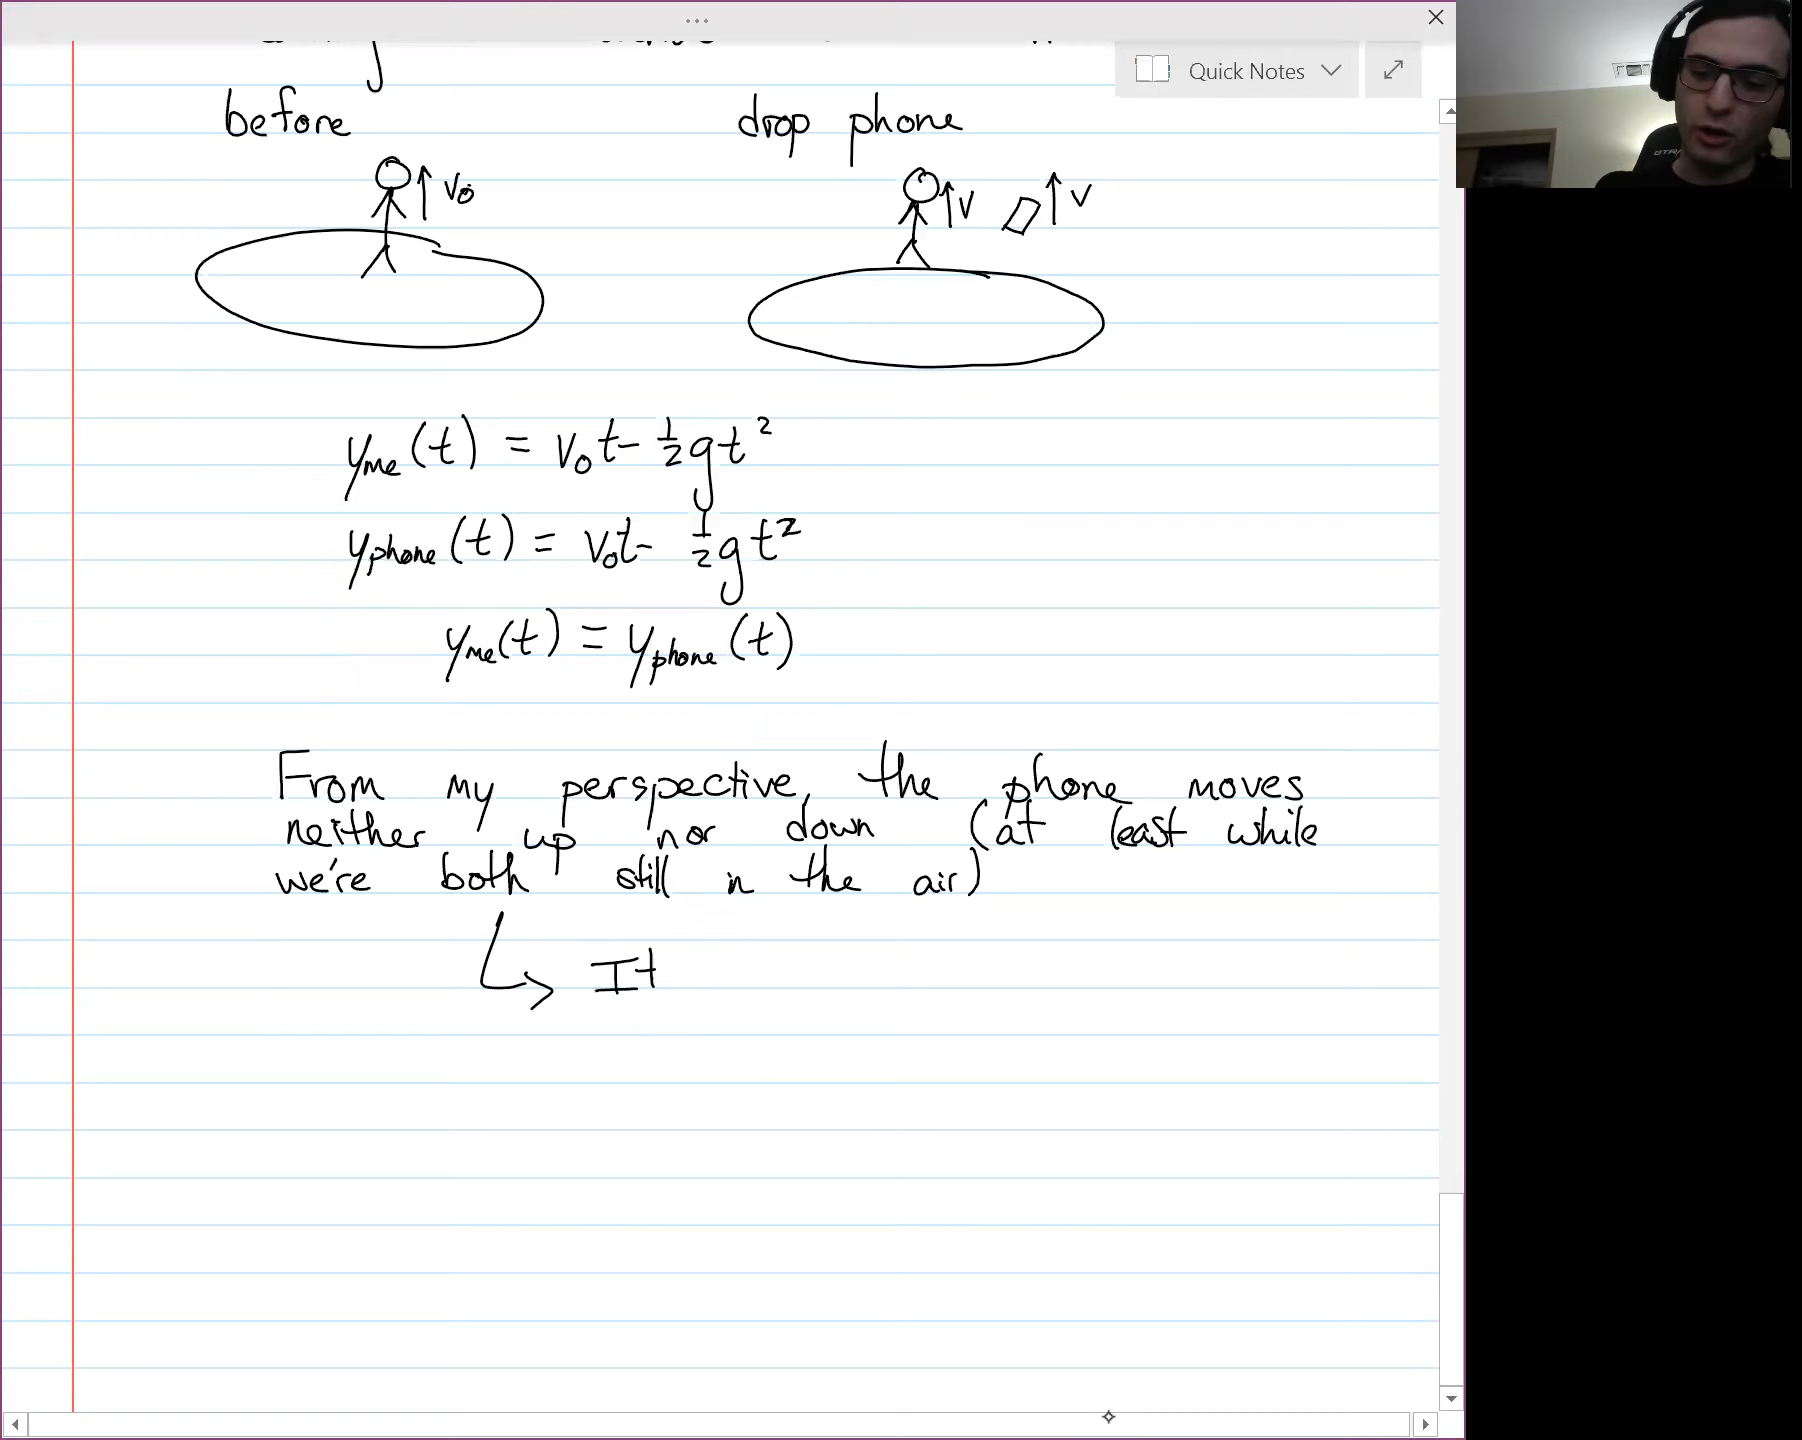 Quick Notes
before drop phone
v₀ v v
y_me(t) = v₀t - ½gt²
y_phone(t) = v₀t - ½gt²
y_me(t) = y_phone(t)
From my perspective, the phone moves
neither up nor down (at least while
we're both still in the air)
It